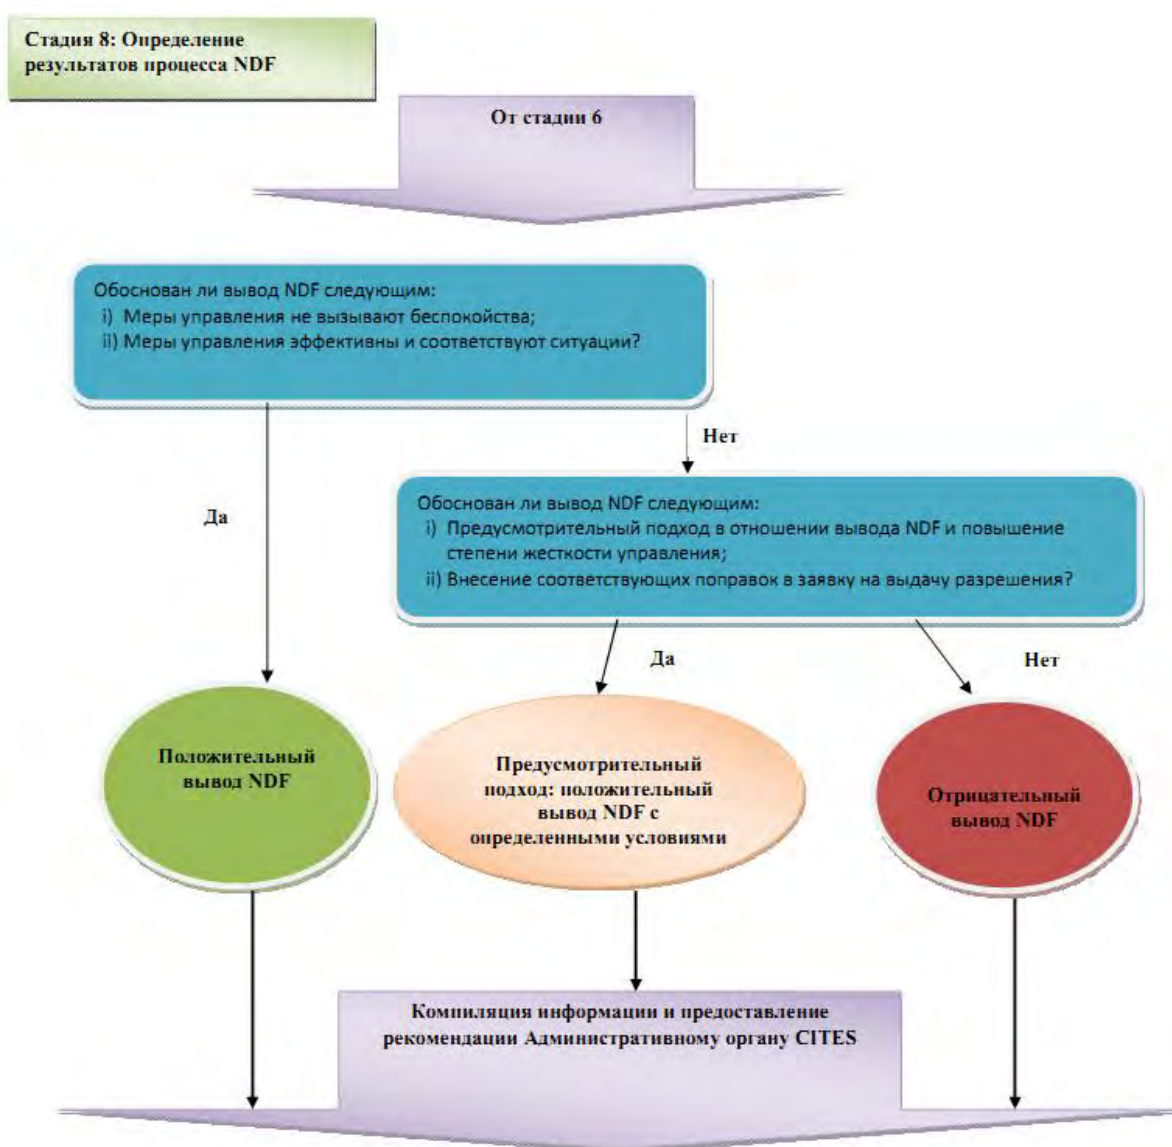 Стадия 8: Определение
результатов процесса NDF
От стадии 6
Обоснован ли вывод NDF следующим:
i) Меры управления не вызывают беспокойства;
ii) Меры управления эффективны и соответствуют ситуации?
Нет
Да
Обоснован ли вывод NDF следующим:
i) Предусмотрительный подход в отношении вывода NDF и повышение
степени жесткости управления;
ii) Внесение соответствующих поправок в заявку на выдачу разрешения?
Да
Нет
Положительный
вывод NDF
Предусмотрительный
подход: положительный
вывод NDF с
определенными условиями
Отрицательный
вывод NDF
Компиляция информации и предоставление
рекомендации Административному органу CITES